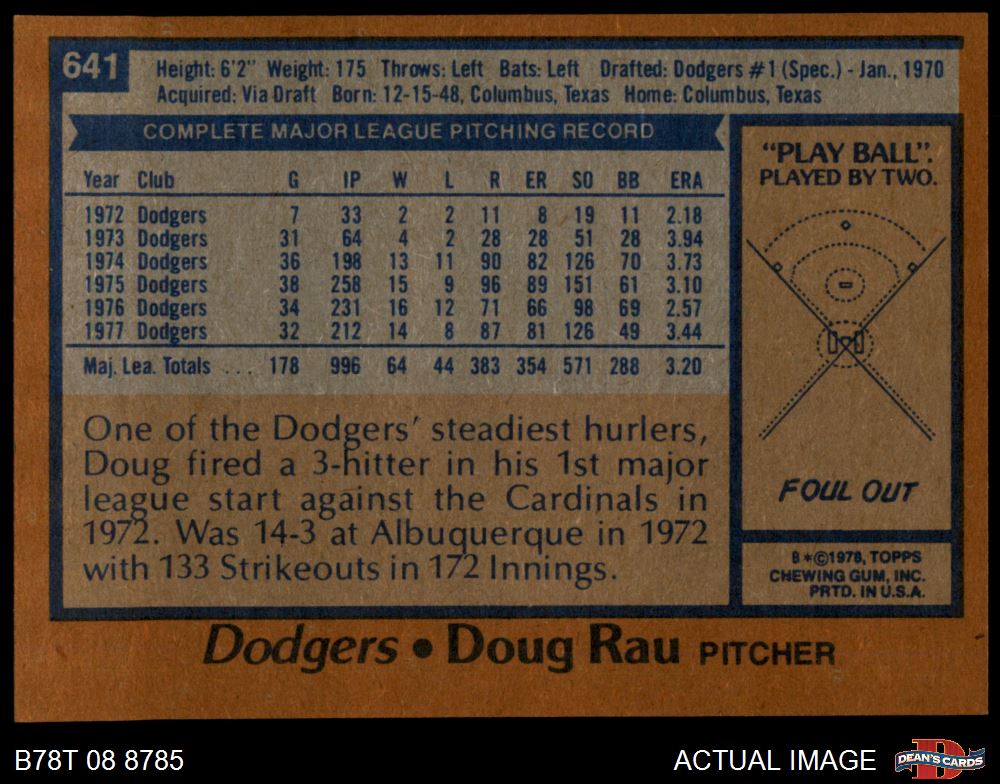 641
Height: 6'2" Weight: 175 Throws: Left Bats: Left Drafted: Dodgers #1 (Spec.) - Jan., 1970
Acquired: Via Draft Born: 12-15-48, Columbus, Texas Home: Columbus, Texas
COMPLETE MAJOR LEAGUE PITCHING RECORD
Year Club G IP W L R ER SO BB ERA
1972 Dodgers 7 33 2 2 11 8 19 11 2.18
1973 Dodgers 31 64 4 2 28 28 51 28 3.94
1974 Dodgers 36 198 13 11 90 82 126 70 3.73
1975 Dodgers 38 258 15 9 96 89 151 61 3.10
1976 Dodgers 34 231 16 12 71 66 98 69 2.57
1977 Dodgers 32 212 14 8 87 81 126 49 3.44
Maj. Lea. Totals ... 178 996 64 44 383 354 571 288 3.20
One of the Dodgers' steadiest hurlers,
Doug fired a 3-hitter in his 1st major
league start against the Cardinals in
1972. Was 14-3 at Albuquerque in 1972
with 133 Strikeouts in 172 Innings.
"PLAY BALL".
PLAYED BY TWO.
FOUL OUT
B*©1978, TOPPS
CHEWING GUM, INC.
PRTD. IN U.S.A.
Dodgers • Doug Rau PITCHER
B78T 08 8785
ACTUAL IMAGE
DEAN'S CARDS